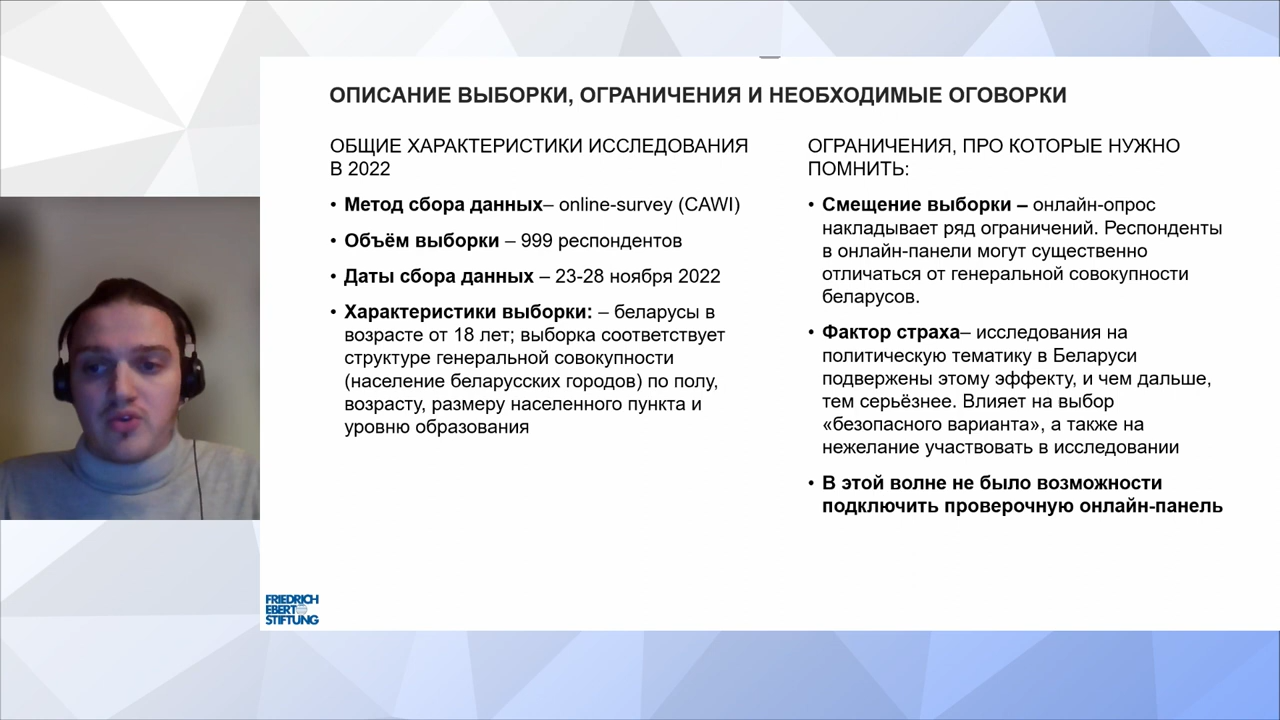 ОПИСАНИЕ ВЫБОРКИ, ОГРАНИЧЕНИЯ И НЕОБХОДИМЫЕ ОГОВОРКИ
ОБЩИЕ ХАРАКТЕРИСТИКИ ИССЛЕДОВАНИЯ
В 2022
• Метод сбора данных– online-survey (CAWI)
• Объём выборки – 999 респондентов
• Даты сбора данных – 23-28 ноября 2022
• Характеристики выборки: – беларусы в
возрасте от 18 лет; выборка соответствует
структуре генеральной совокупности
(население беларусских городов) по полу,
возрасту, размеру населенного пункта и
уровню образования
ОГРАНИЧЕНИЯ, ПРО КОТОРЫЕ НУЖНО
ПОМНИТЬ:
• Смещение выборки – онлайн-опрос
накладывает ряд ограничений. Респонденты
в онлайн-панели могут существенно
отличаться от генеральной совокупности
беларусов.
• Фактор страха– исследования на
политическую тематику в Беларуси
подвержены этому эффекту, и чем дальше,
тем серьёзнее. Влияет на выбор
«безопасного варианта», а также на
нежелание участвовать в исследовании
• В этой волне не было возможности
подключить проверочную онлайн-панель
FRIEDRICH
EBERT
STIFTUNG